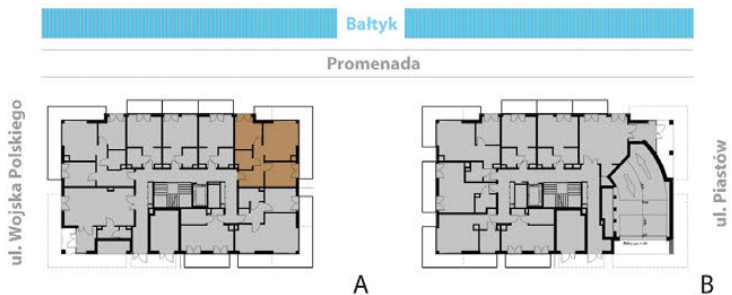 Bałtyk
Promenada
ul. Wojska Polskiego
ul. Piastów
A
B